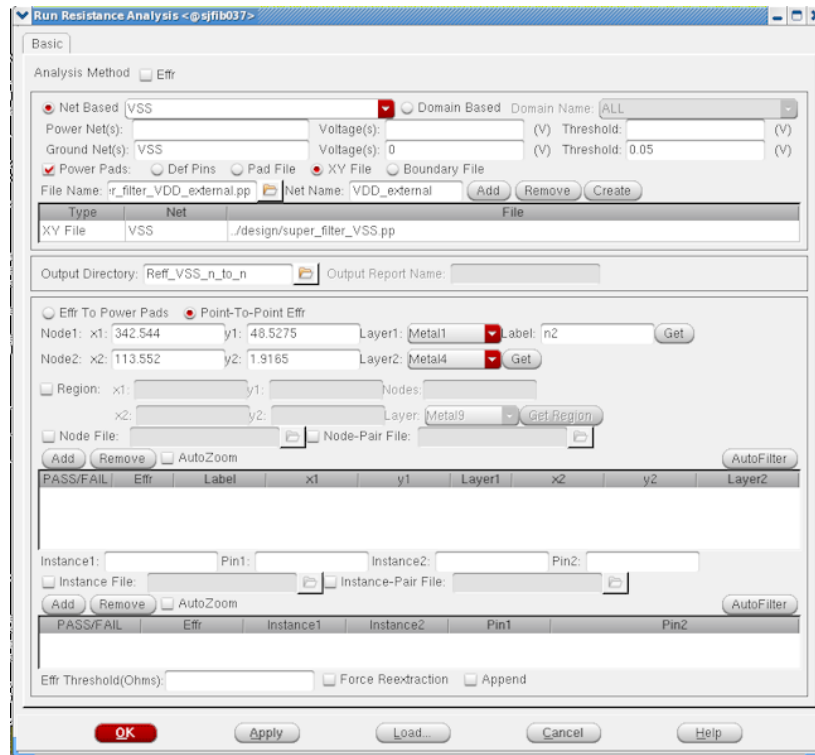 Run Resistance Analysis <@sjfib037>
Basic
Analysis Method Effr
Net Based VSS Domain Based Domain Name: ALL
Power Net(s): Voltage(s): (V) Threshold: (V)
Ground Net(s): VSS Voltage(s): 0 (V) Threshold: 0.05 (V)
Power Pads: Def Pins Pad File XY File Boundary File
File Name: r_filter_VDD_external.pp Net Name: VDD_external Add Remove Create
Type Net File
XY File VSS ../design/super_filter_VSS.pp
Output Directory: Reff_VSS_n_to_n Output Report Name:
Effr To Power Pads Point-To-Point Effr
Node1: x1: 342.544 y1: 48.5275 Layer1: Metal1 Label: n2 Get
Node2: x2: 113.552 y2: 1.9165 Layer2: Metal4 Get
Region: x1: y1: Nodes:
x2: y2: Layer: Metal9 Get Region
Node File: Node-Pair File:
Add Remove AutoZoom AutoFilter
PASS/FAIL Effr Label x1 y1 Layer1 x2 y2 Layer2
Instance1: Pin1: Instance2: Pin2:
Instance File: Instance-Pair File:
Add Remove AutoZoom AutoFilter
PASS/FAIL Effr Instance1 Instance2 Pin1 Pin2
Effr Threshold(Ohms): Force Reextraction Append
OK Apply Load... Cancel Help